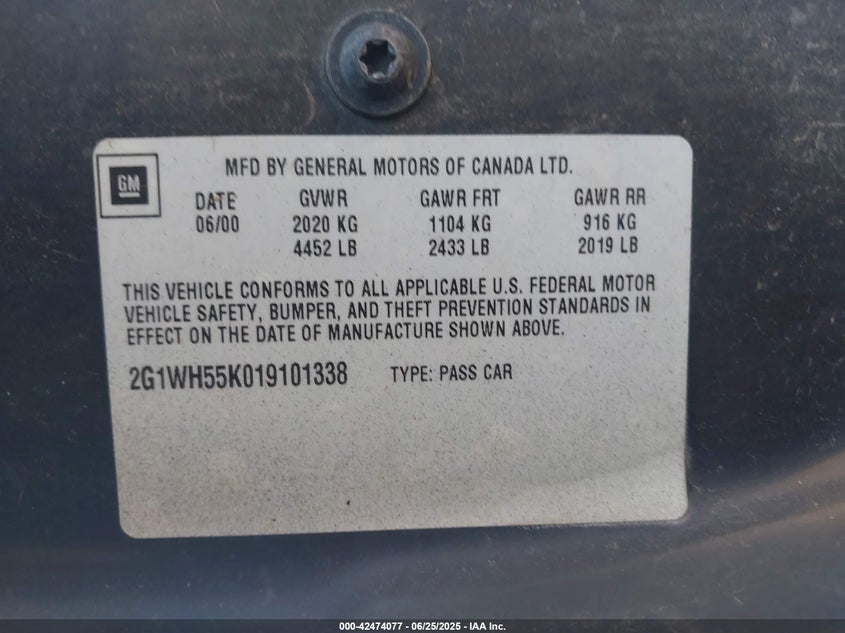 MFD BY GENERAL MOTORS OF CANADA LTD.
GM
DATE GVWR GAWR FRT GAWR RR
06/00 2020 KG 1104 KG 916 KG
4452 LB 2433 LB 2019 LB
THIS VEHICLE CONFORMS TO ALL APPLICABLE U.S. FEDERAL MOTOR
VEHICLE SAFETY, BUMPER, AND THEFT PREVENTION STANDARDS IN
EFFECT ON THE DATE OF MANUFACTURE SHOWN ABOVE.
2G1WH55K019101338 TYPE: PASS CAR
000-42474077 - 06/25/2025 - IAA Inc.